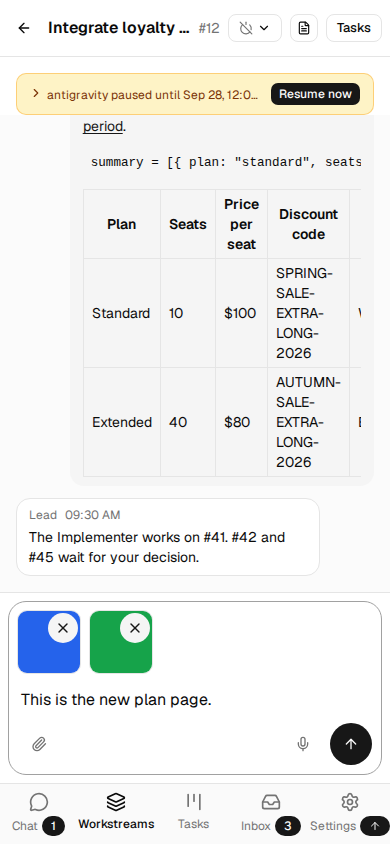 Integrate loyalty ... #12 Tasks
antigravity paused until Sep 28, 12:0... Resume now
period.
summary = [{ plan: "standard", seats
Plan Seats Price per seat Discount code
Standard 10 $100 SPRING-SALE-EXTRA-LONG-2026
Extended 40 $80 AUTUMN-SALE-EXTRA-LONG-2026
Lead 09:30 AM
The Implementer works on #41. #42 and
#45 wait for your decision.
This is the new plan page.
Chat 1 Workstreams Tasks Inbox 3 Settings